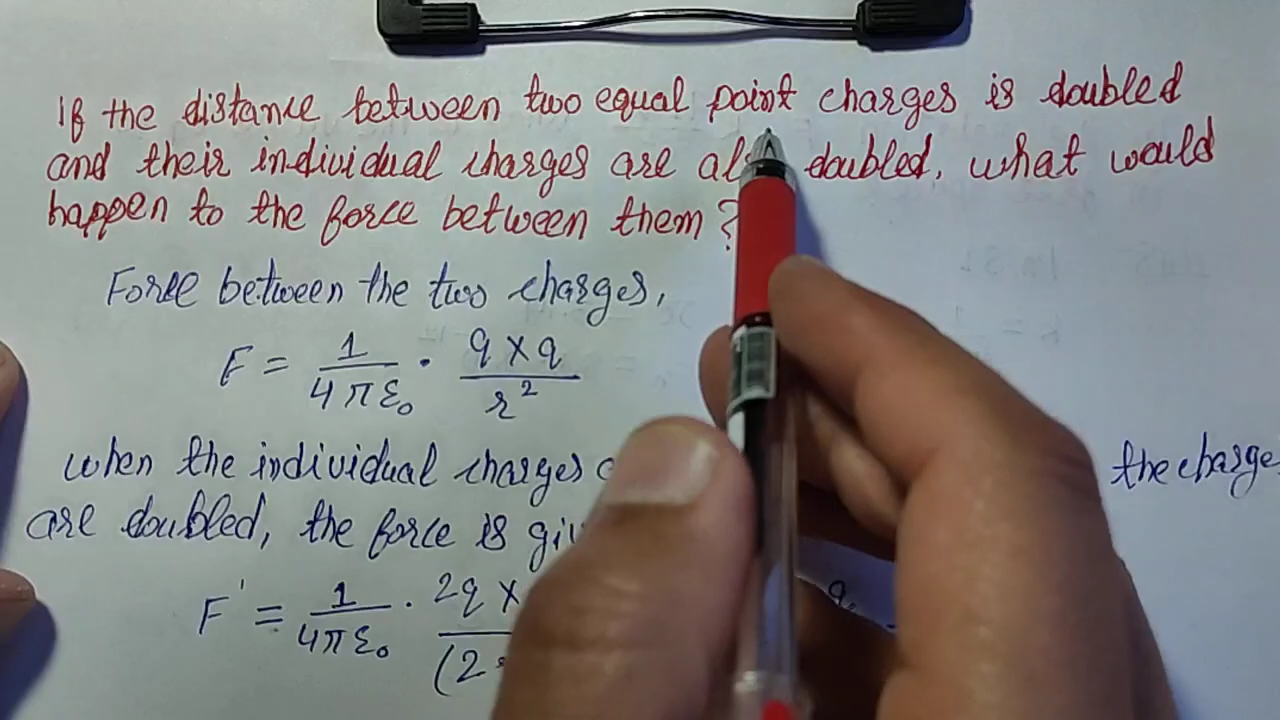 If the distance between two equal point charges is doubled
and their individual charges are doubled, what would
happen to the force between them?
Force between the two charges,
F = 1/4πε₀ · q × q/r²
when the individual charges the charge
are doubled, the force is
F' = 1/4πε₀ · 2q ×/(2